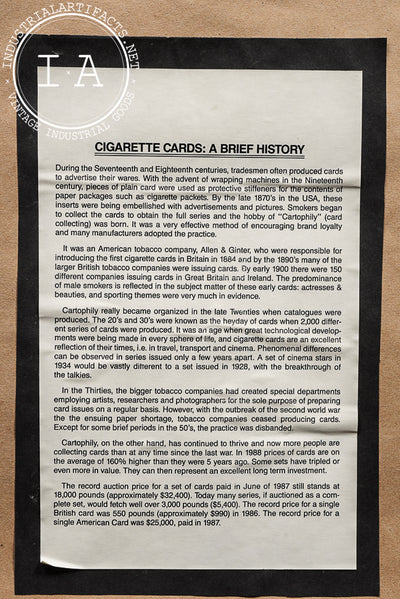 INDUSTRIALARTIFACTS.NET
I A
VINTAGE INDUSTRIAL GOODS
CIGARETTE CARDS: A BRIEF HISTORY
During the Seventeenth and Eighteenth centuries, tradesmen often produced cards
to advertise their wares. With the advent of wrapping machines in the Nineteenth
century, pieces of plain card were used as protective stiffeners for the contents of
paper packages such as cigarette packets. By the late 1870's in the USA, these
inserts were being embellished with advertisements and pictures. Smokers began
to collect the cards to obtain the full series and the hobby of "Cartophily" (card
collecting) was born. It was a very effective method of encouraging brand loyalty
and many manufacturers adopted the practice.
It was an American tobacco company, Allen & Ginter, who were responsible for
introducing the first cigarette cards in Britain in 1884 and by the 1890's many of the
larger British tobacco companies were issuing cards. By early 1900 there were 150
different companies issuing cards in Great Britain and Ireland. The predominance
of male smokers is reflected in the subject matter of these early cards: actresses &
beauties, and sporting themes were very much in evidence.
Cartophily really became organized in the late Twenties when catalogues were
produced. The 20's and 30's were known as the heyday of cards when 2,000 differ-
ent series of cards were produced. It was an age when great technological develop-
ments were being made in every sphere of life, and cigarette cards are an excellent
reflection of their times, i.e. in travel, transport and cinema. Phenomenal differences
can be observed in series issued only a few years apart. A set of cinema stars in
1934 would be vastly diferent to a set issued in 1928, with the breakthrough of
the talkies.
In the Thirties, the bigger tobacco companies had created special departments
employing artists, researchers and photographers for the sole purpose of preparing
card issues on a regular basis. However, with the outbreak of the second world war
the the ensuing paper shortage, tobacco companies ceased producing cards.
Except for some brief periods in the 50's, the practice was disbanded.
Cartophily, on the other hand, has continued to thrive and now more people are
collecting cards than at any time since the last war. In 1988 prices of cards are on
the average of 160% higher than they were 5 years ago. Some sets have tripled or
even more in value. They can then represent an excellent long term investment.
The record auction price for a set of cards paid in June of 1987 still stands at
18,000 pounds (approximately $32,400). Today many series, if auctioned as a com-
plete set, would fetch well over 3,000 pounds ($5,400). The record price for a single
British card was 550 pounds (approximately $990) in 1986. The record price for a
single American Card was $25,000, paid in 1987.